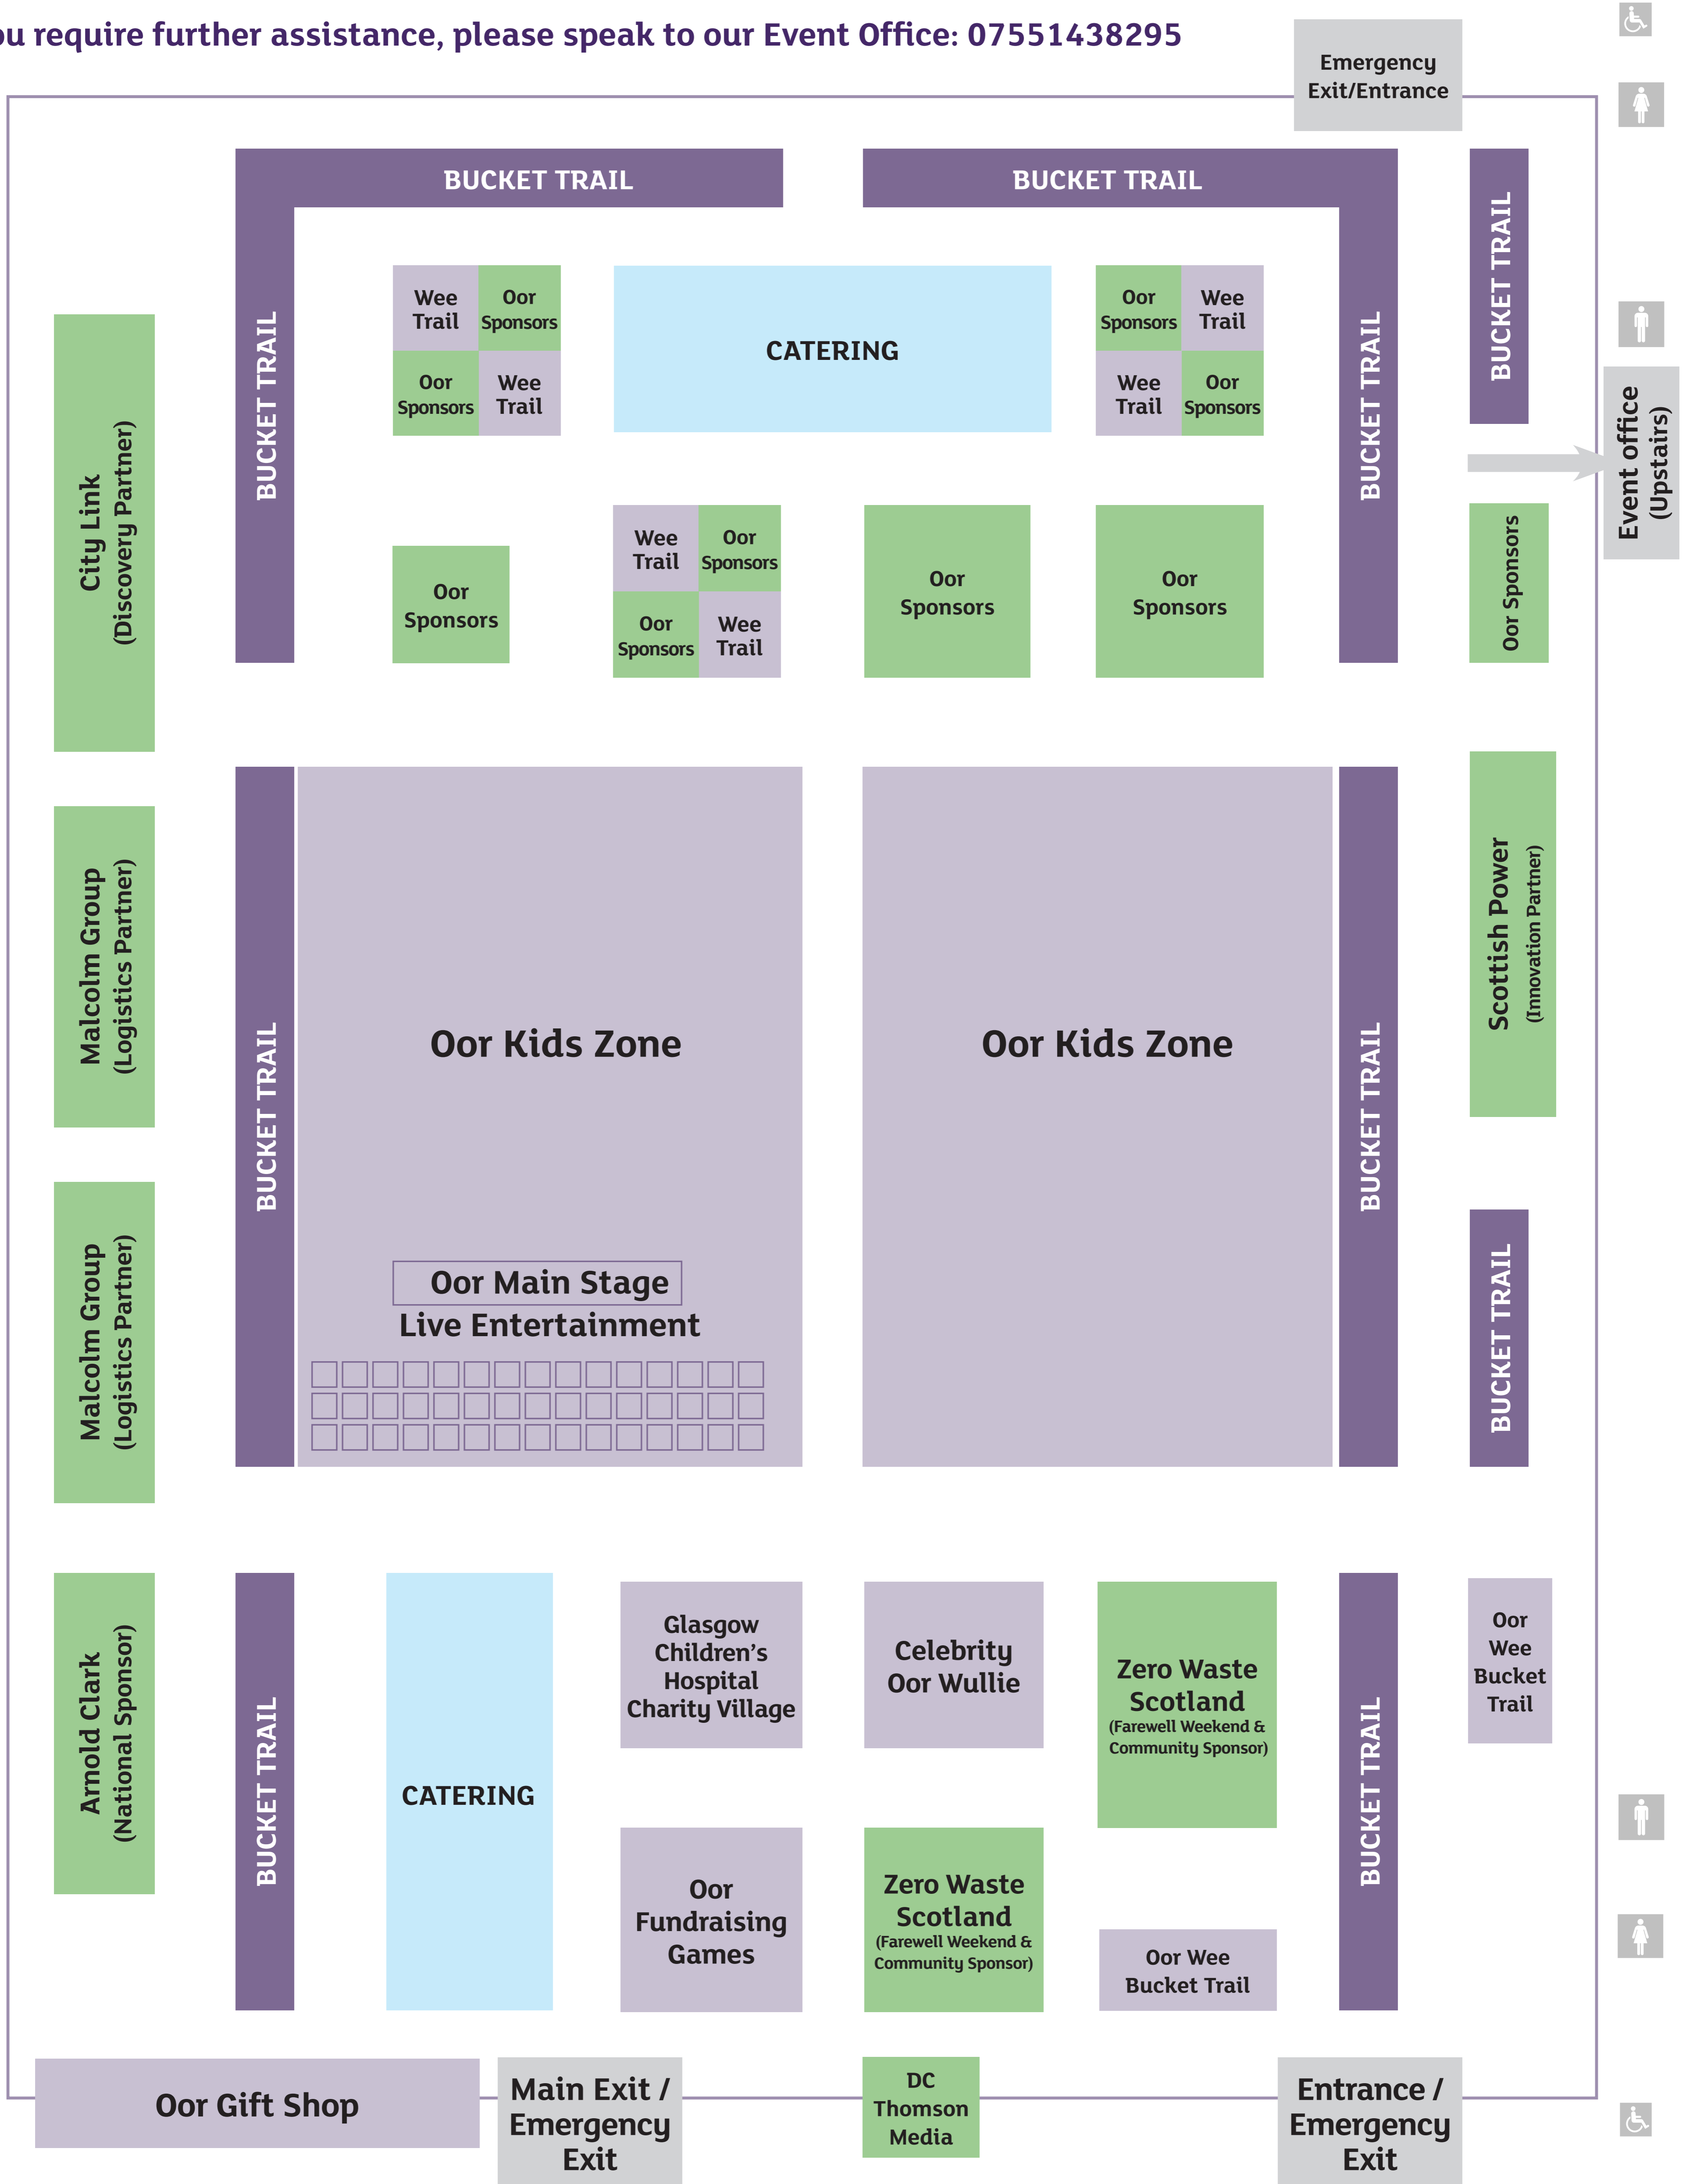 ou require further assistance, please speak to our Event Office: 07551438295
Emergency
Exit/Entrance
BUCKET TRAIL
BUCKET TRAIL
BUCKET TRAIL
BUCKET TRAIL
BUCKET TRAIL
Wee
Trail
Oor
Sponsors
Oor
Sponsors
Wee
Trail
CATERING
Oor
Sponsors
Wee
Trail
Wee
Trail
Oor
Sponsors
Event office
(Upstairs)
City Link
(Discovery Partner)
Oor
Sponsors
Wee
Trail
Oor
Sponsors
Oor
Sponsors
Wee
Trail
Oor
Sponsors
Oor
Sponsors
Oor Sponsors
Malcolm Group
(Logistics Partner)
BUCKET TRAIL
Oor Kids Zone
Oor Kids Zone
BUCKET TRAIL
Scottish Power
(Innovation Partner)
Malcolm Group
(Logistics Partner)
Oor Main Stage
Live Entertainment
BUCKET TRAIL
Arnold Clark
(National Sponsor)
BUCKET TRAIL
CATERING
Glasgow
Children's
Hospital
Charity Village
Celebrity
Oor Wullie
Zero Waste
Scotland
(Farewell Weekend &
Community Sponsor)
BUCKET TRAIL
Oor
Wee
Bucket
Trail
Oor
Fundraising
Games
Zero Waste
Scotland
(Farewell Weekend &
Community Sponsor)
Oor Wee
Bucket Trail
Oor Gift Shop
Main Exit /
Emergency
Exit
DC
Thomson
Media
Entrance /
Emergency
Exit